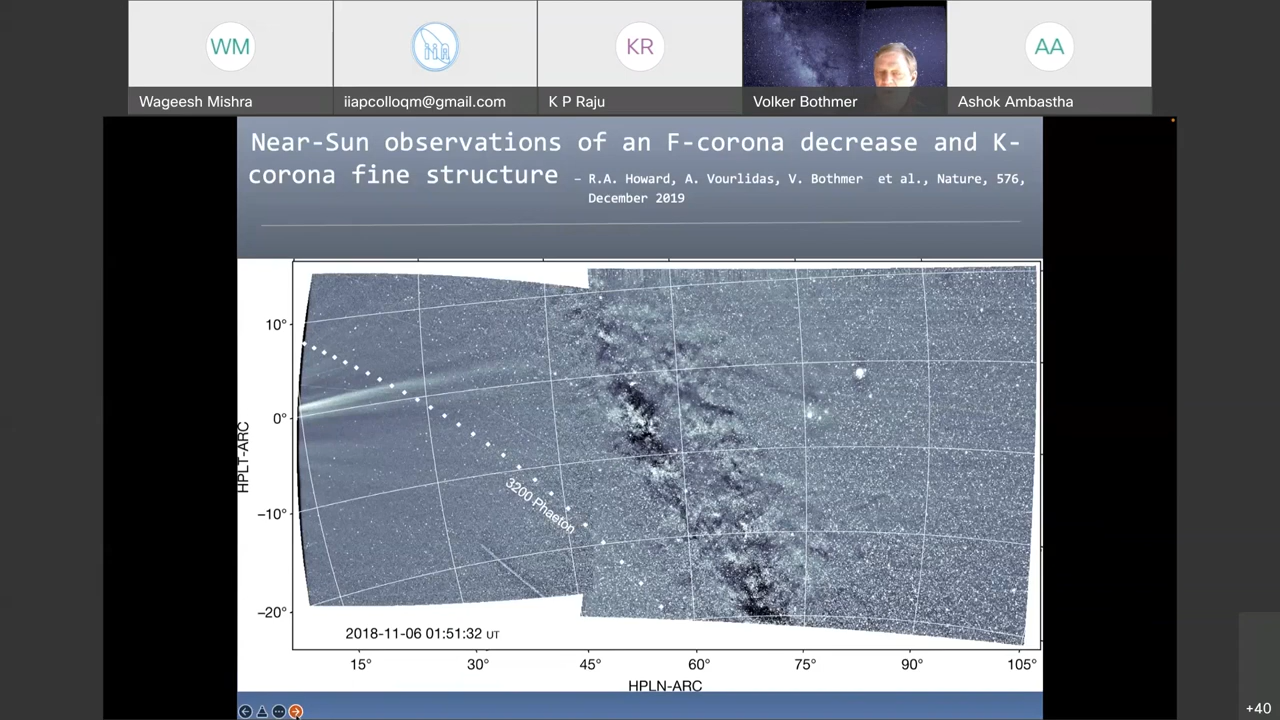 WM
iia
KR
AA
Wageesh Mishra
iiapcolloqm@gmail.com
K P Raju
Volker Bothmer
Ashok Ambastha
Near-Sun observations of an F-corona decrease and K-
corona fine structure – R.A. Howard, A. Vourlidas, V. Bothmer et al., Nature, 576,
December 2019
10°
0°
−10°
−20°
HPLT-ARC
3200 Phaeton
2018-11-06 01:51:32 UT
15°
30°
45°
60°
75°
90°
105°
HPLN-ARC
+40